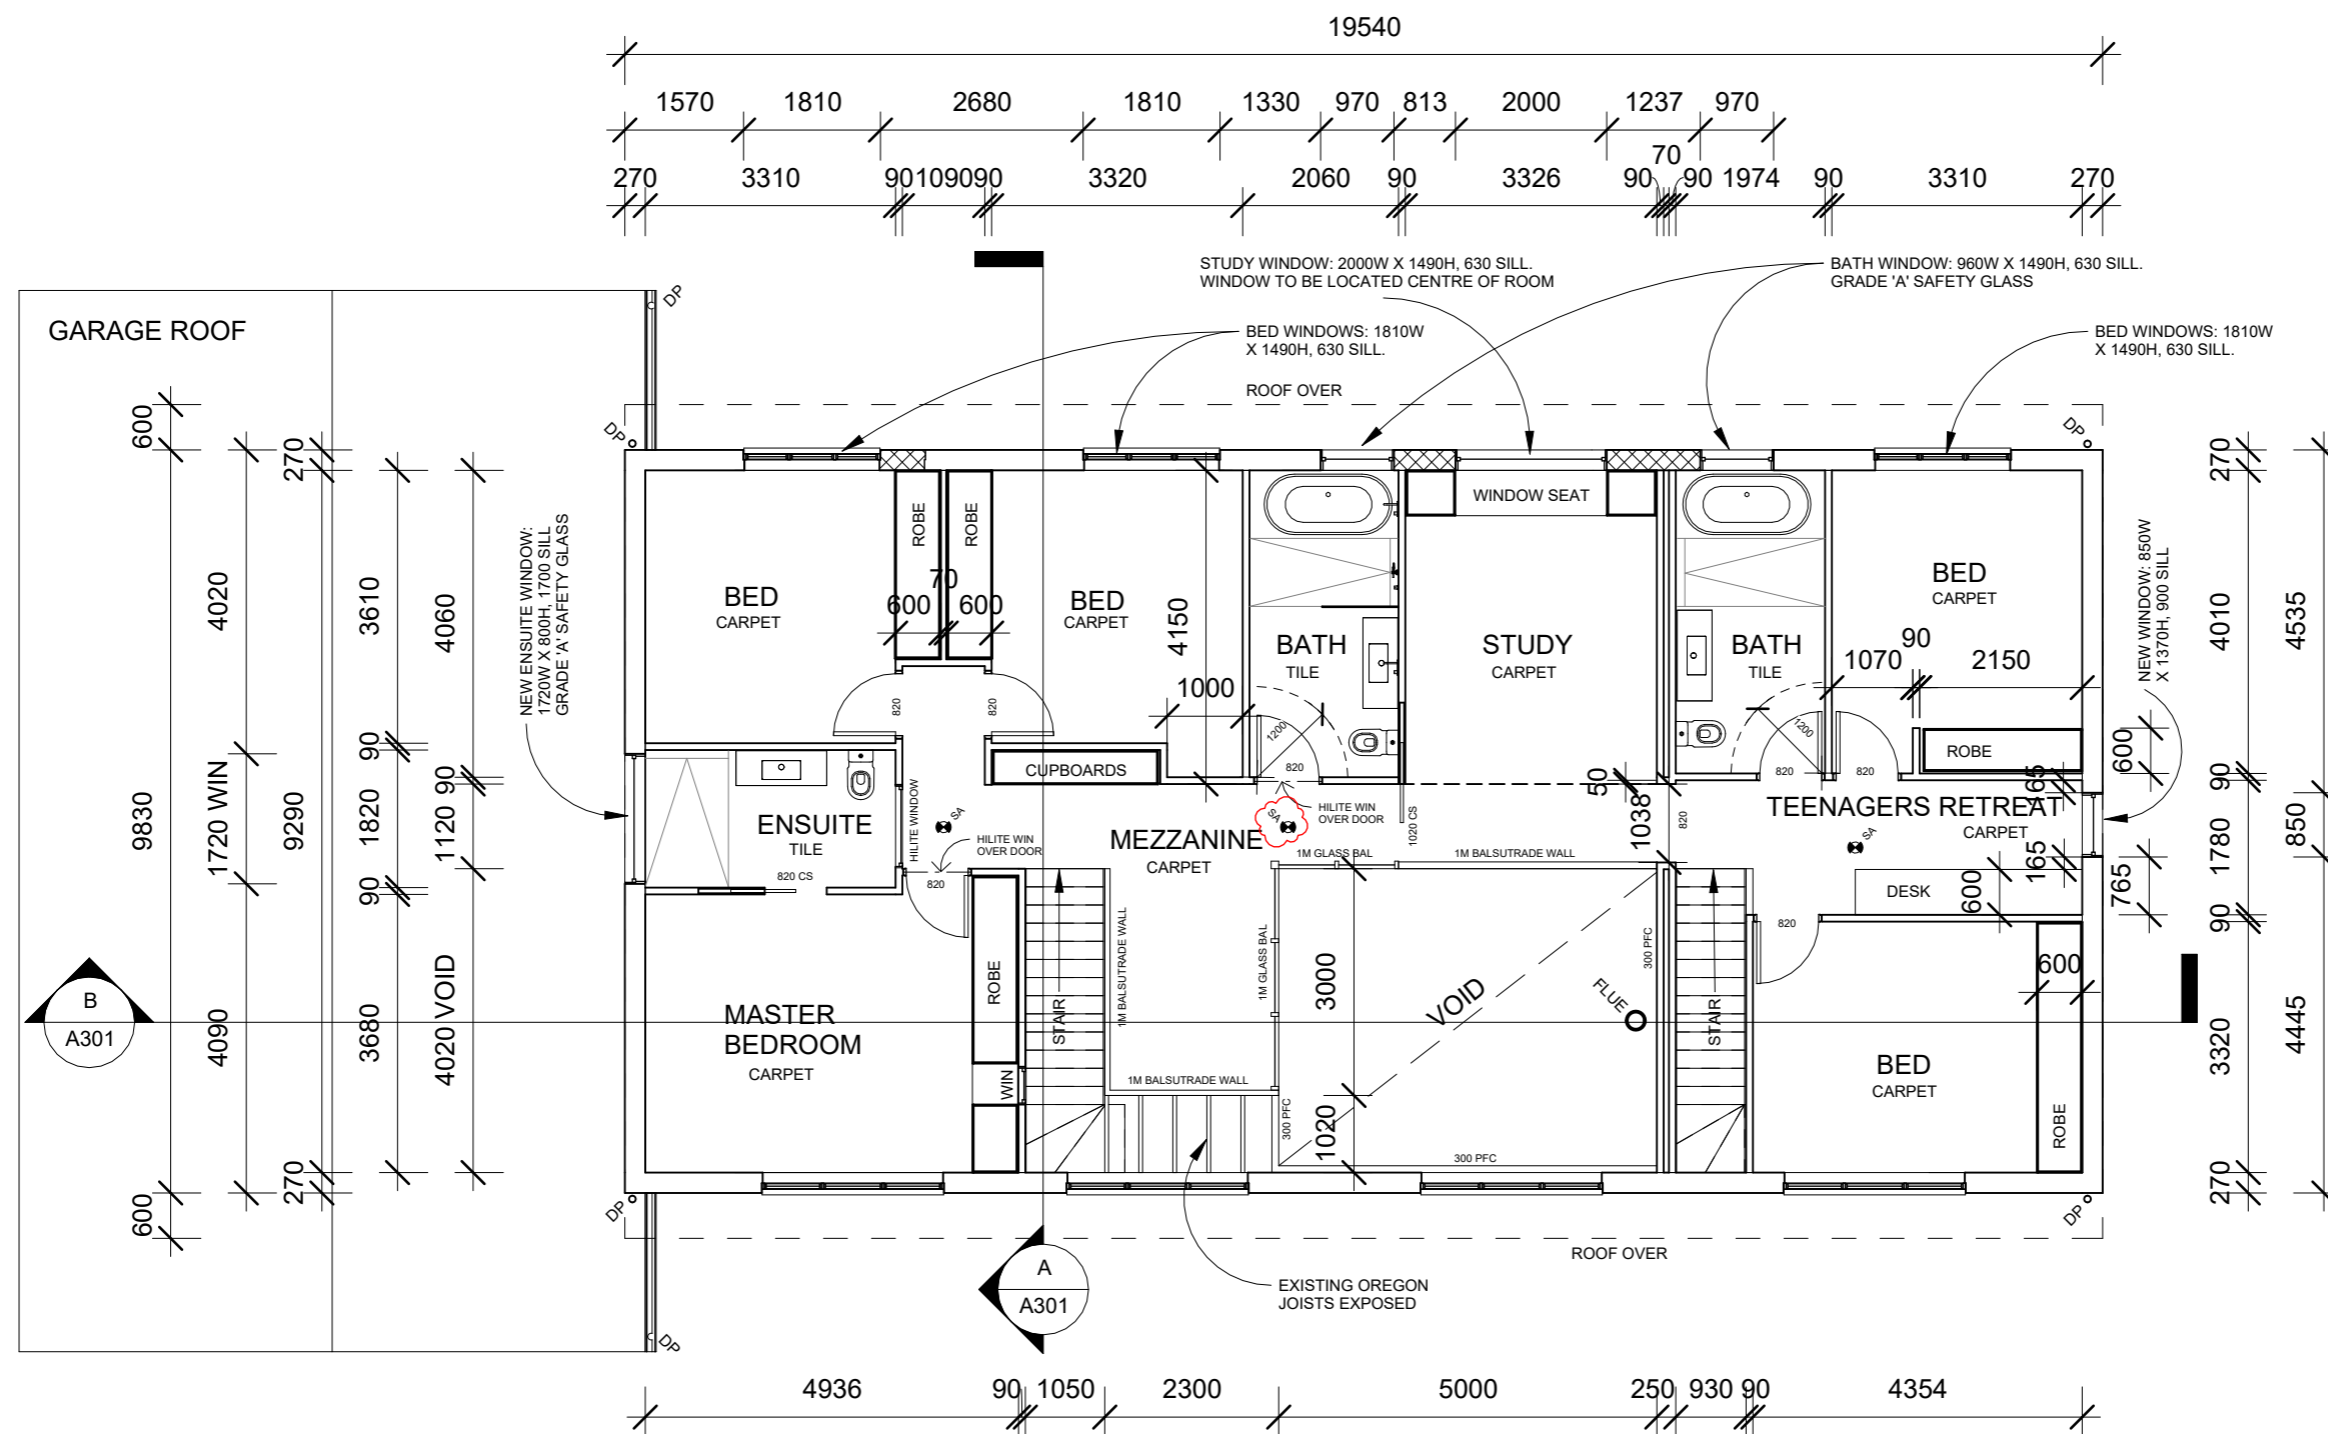 19540
1570 1810 2680 1810 1330 970 813 2000 1237 970
270 3310 90 1090 90 3320 2060 90 3326 90 70 90 1974 90 3310 270
STUDY WINDOW: 2000W X 1490H, 630 SILL.
WINDOW TO BE LOCATED CENTRE OF ROOM
BATH WINDOW: 960W X 1490H, 630 SILL.
GRADE 'A' SAFETY GLASS
GARAGE ROOF
DP
BED WINDOWS: 1810W
X 1490H, 630 SILL.
BED WINDOWS: 1810W
X 1490H, 630 SILL.
ROOF OVER
DP
DP
600
9830
600
4020
1720 WIN
4090
270
9290
270
3610
90
1820
90
3680
4060
90
1120
4020 VOID
NEW ENSUITE WINDOW:
1720W X 800H, 1700 SILL
GRADE 'A' SAFETY GLASS
BED
CARPET
ROBE
ROBE
70
600 600
BED
CARPET
4150
1000
820
820
CUPBOARDS
BATH
TILE
1200
820
WINDOW SEAT
STUDY
CARPET
BATH
TILE
1200
820
BED
CARPET
90
1070 2150
820
ROBE
600
NEW WINDOW: 850W
X 1370H, 900 SILL
270
4010
90
1780
90
3320
270
4535
850
4445
ENSUITE
TILE
820 CS
HILITE WINDOW
SA
HILITE WIN
OVER DOOR
820
MEZZANINE
CARPET
SA
HILITE WIN
OVER DOOR
1020 CS
1M GLASS BAL
1M BALSUTRADE WALL
50
1038
820
TEENAGERS RETREAT
CARPET
SA
165
165
765
DESK
600
820
MASTER
BEDROOM
CARPET
ROBE
WIN
STAIR
1M BALSUTRADE WALL
1M BALSUTRADE WALL
1M GLASS BAL
300 PFC
3000
1020
VOID
FLUE
300 PFC
300 PFC
STAIR
BED
CARPET
600
ROBE
B
A301
DP
DP
DP
ROOF OVER
A
A301
EXISTING OREGON
JOISTS EXPOSED
4936 90 1050 2300 5000 250 930 90 4354